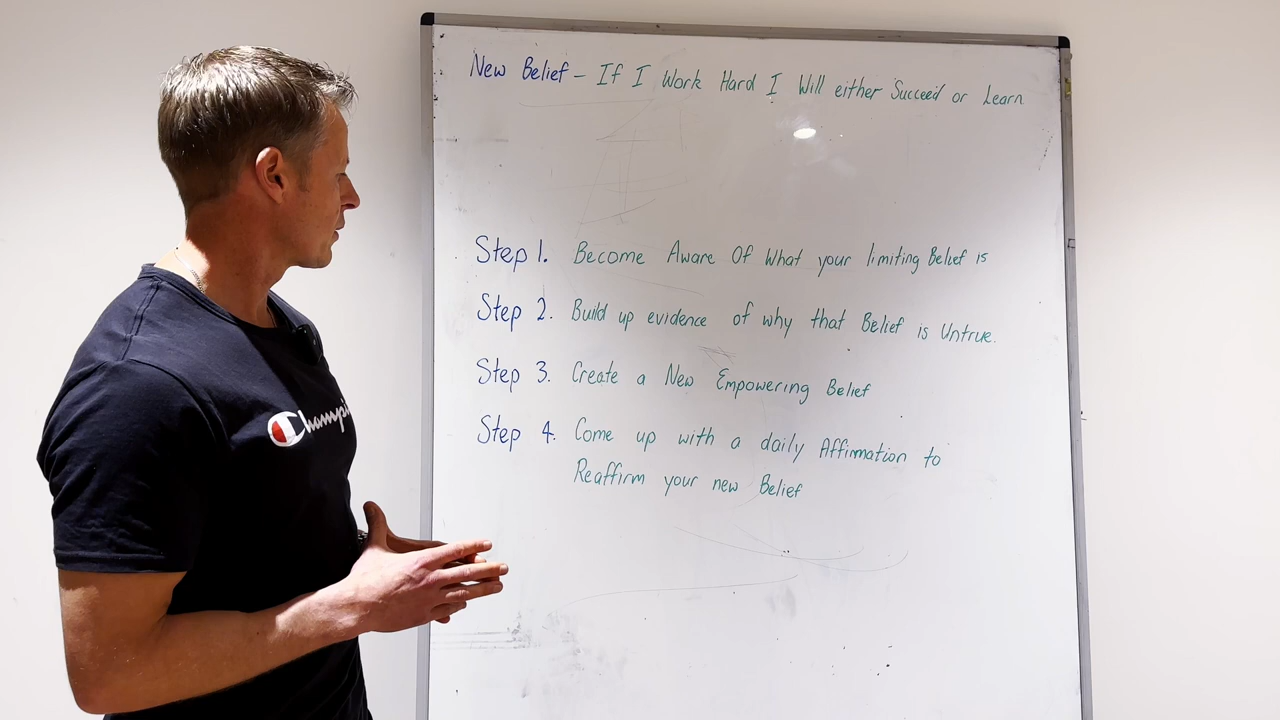 New Belief - If I Work Hard I Will either Succeed or Learn
Step 1. Become Aware Of What your limiting Belief is
Step 2. Build up evidence of why that Belief is Untrue.
Step 3. Create a New Empowering Belief
Step 4. Come up with a daily Affirmation to
Reaffirm your new Belief
Champi